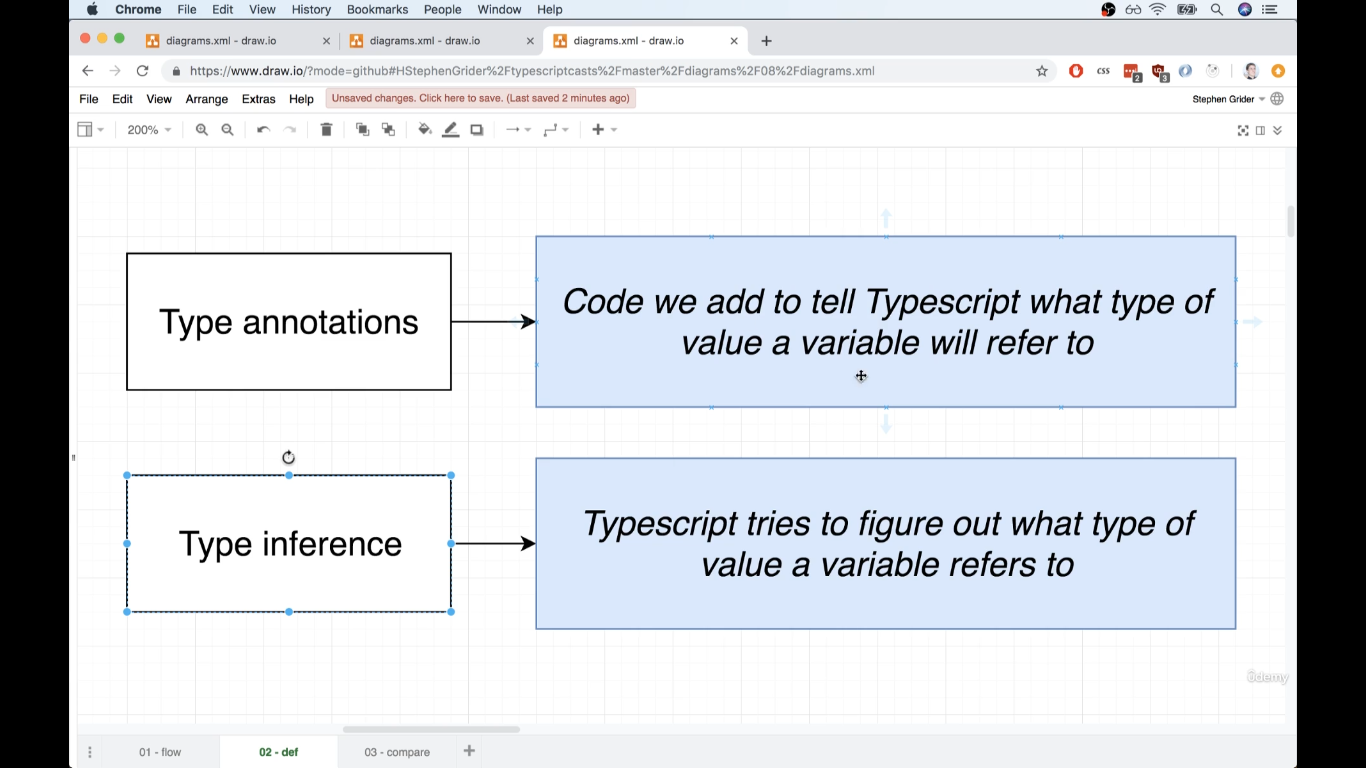 Chrome File Edit View History Bookmarks People Window Help
diagrams.xml - draw.io diagrams.xml - draw.io diagrams.xml - draw.io
https://www.draw.io/?mode=github#HStephenGrider%2Ftypescriptcasts%2Fmaster%2Fdiagrams%2F08%2Fdiagrams.xml
css 2 3
File Edit View Arrange Extras Help Unsaved changes. Click here to save. (Last saved 2 minutes ago) Stephen Grider
200%
Type annotations
Code we add to tell Typescript what type of
value a variable will refer to
Type inference
Typescript tries to figure out what type of
value a variable refers to
ûdemy
01 - flow 02 - def 03 - compare